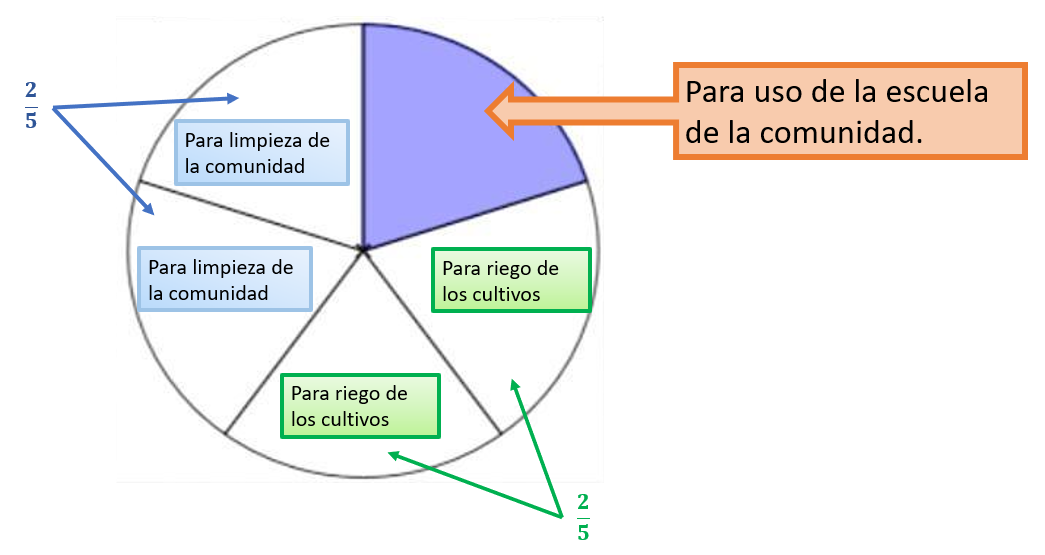 2
5
Para limpieza de
la comunidad
Para uso de la escuela
de la comunidad.
Para limpieza de
la comunidad
Para riego de
los cultivos
Para riego de
los cultivos
2
5